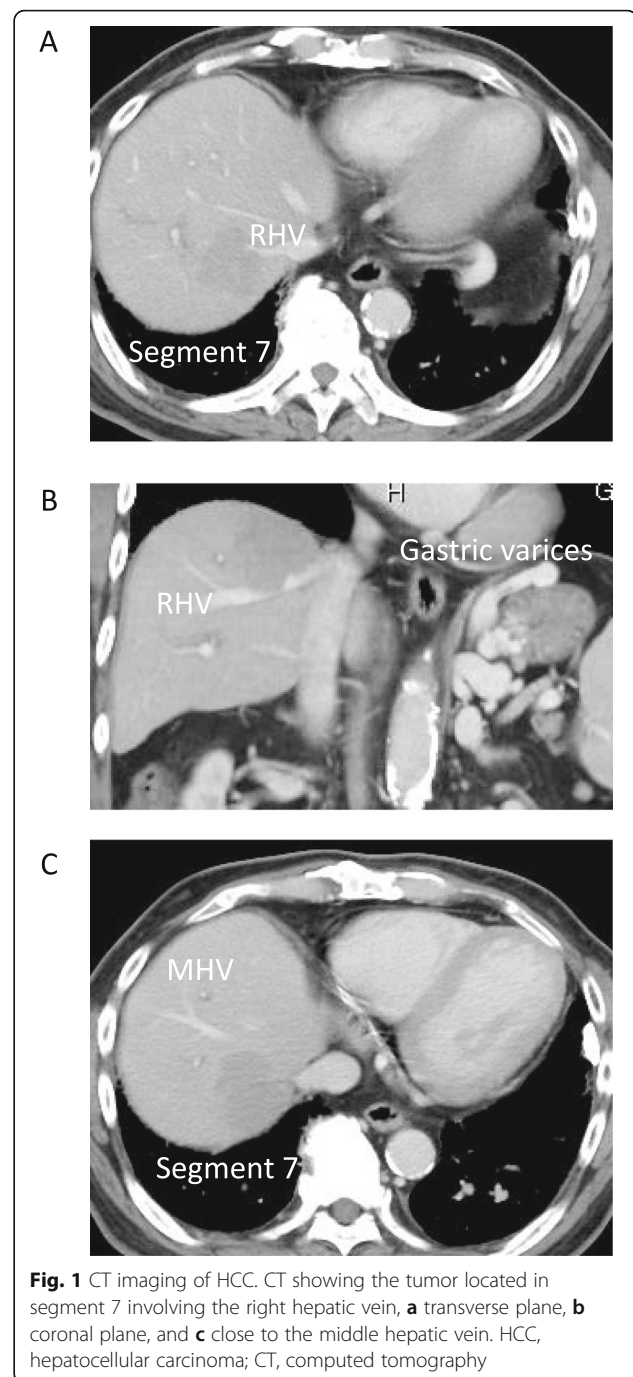 A
RHV
Segment 7
B
H
G
Gastric varices
RHV
C
MHV
Segment 7
Fig. 1 CT imaging of HCC. CT showing the tumor located in
segment 7 involving the right hepatic vein, a transverse plane, b
coronal plane, and c close to the middle hepatic vein. HCC,
hepatocellular carcinoma; CT, computed tomography